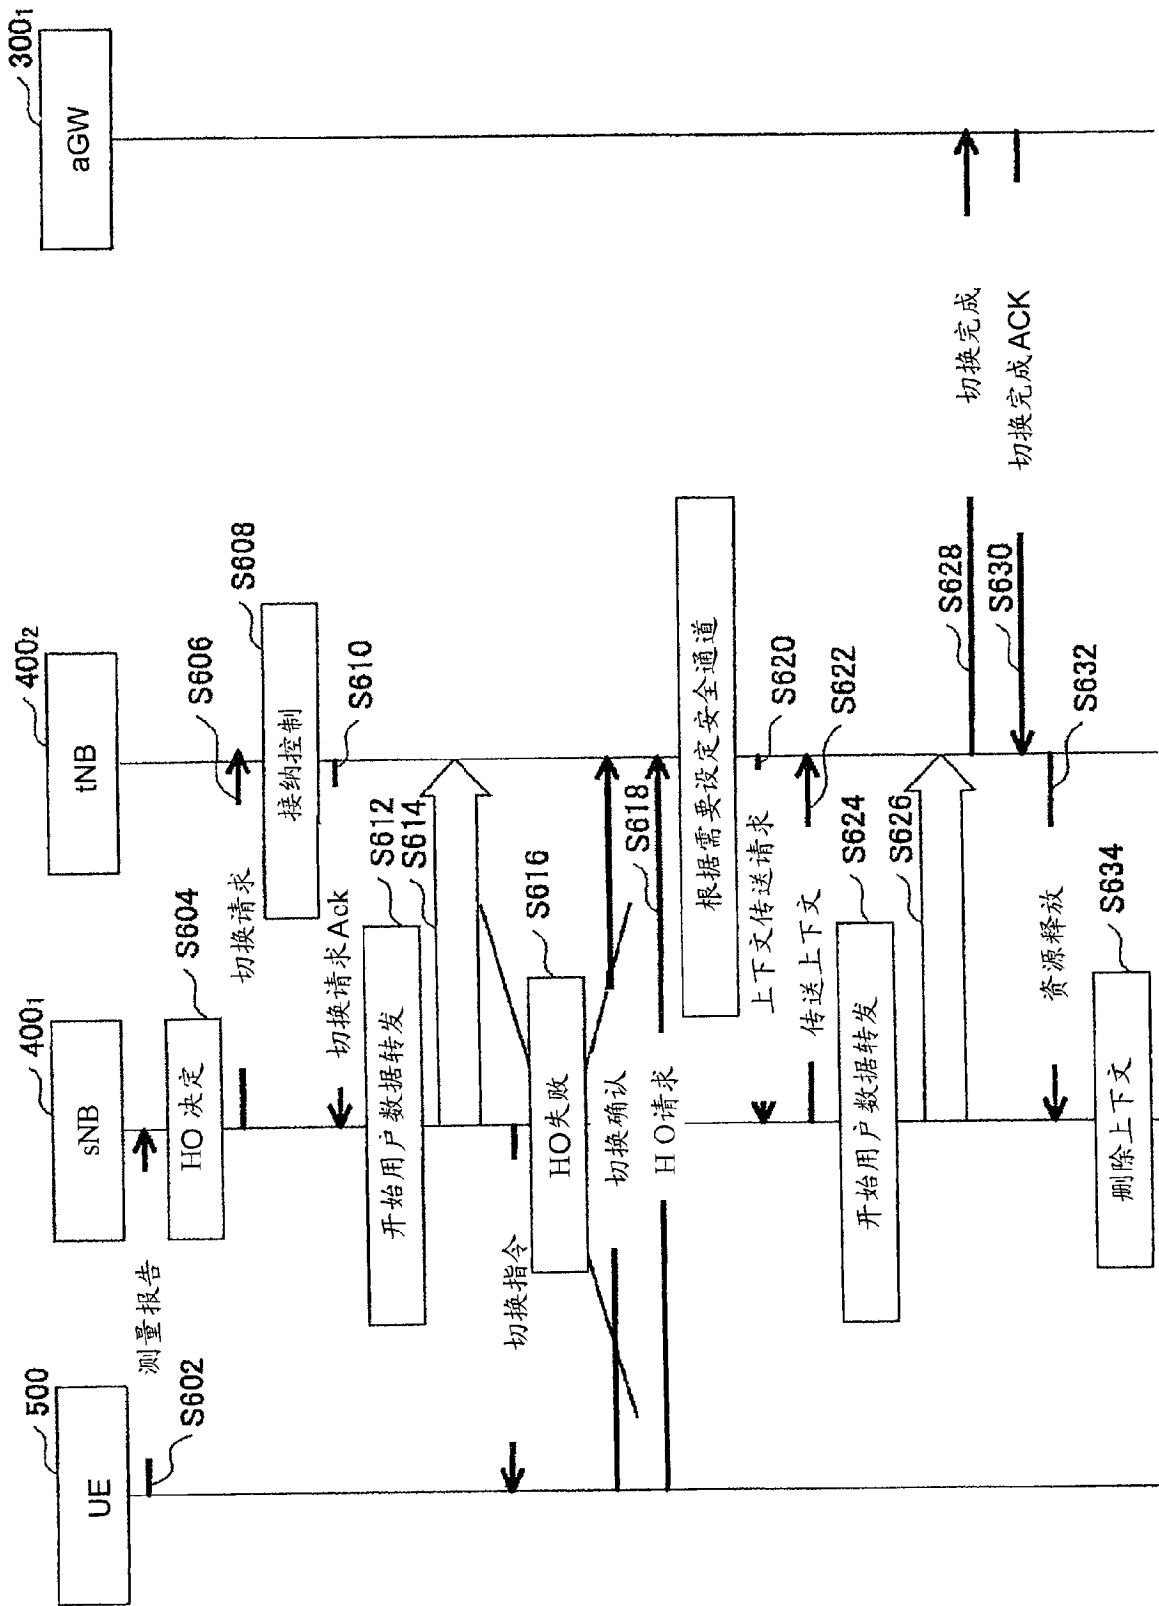 UE
500
sNB
400₁
tNB
400₂
aGW
300₁
测量报告
S602
HO 决定
S604
切换请求
S606
接纳控制
S608
切换请求Ack
S610
开始用户数据转发
S612
S614
切换指令
HO失败
S616
切换确认
HO请求
S618
根据需要设定安全通道
上下文传送请求
S620
传送上下文
S622
开始用户数据转发
S624
S626
切换完成
S628
切换完成ACK
S630
资源释放
S632
删除上下文
S634